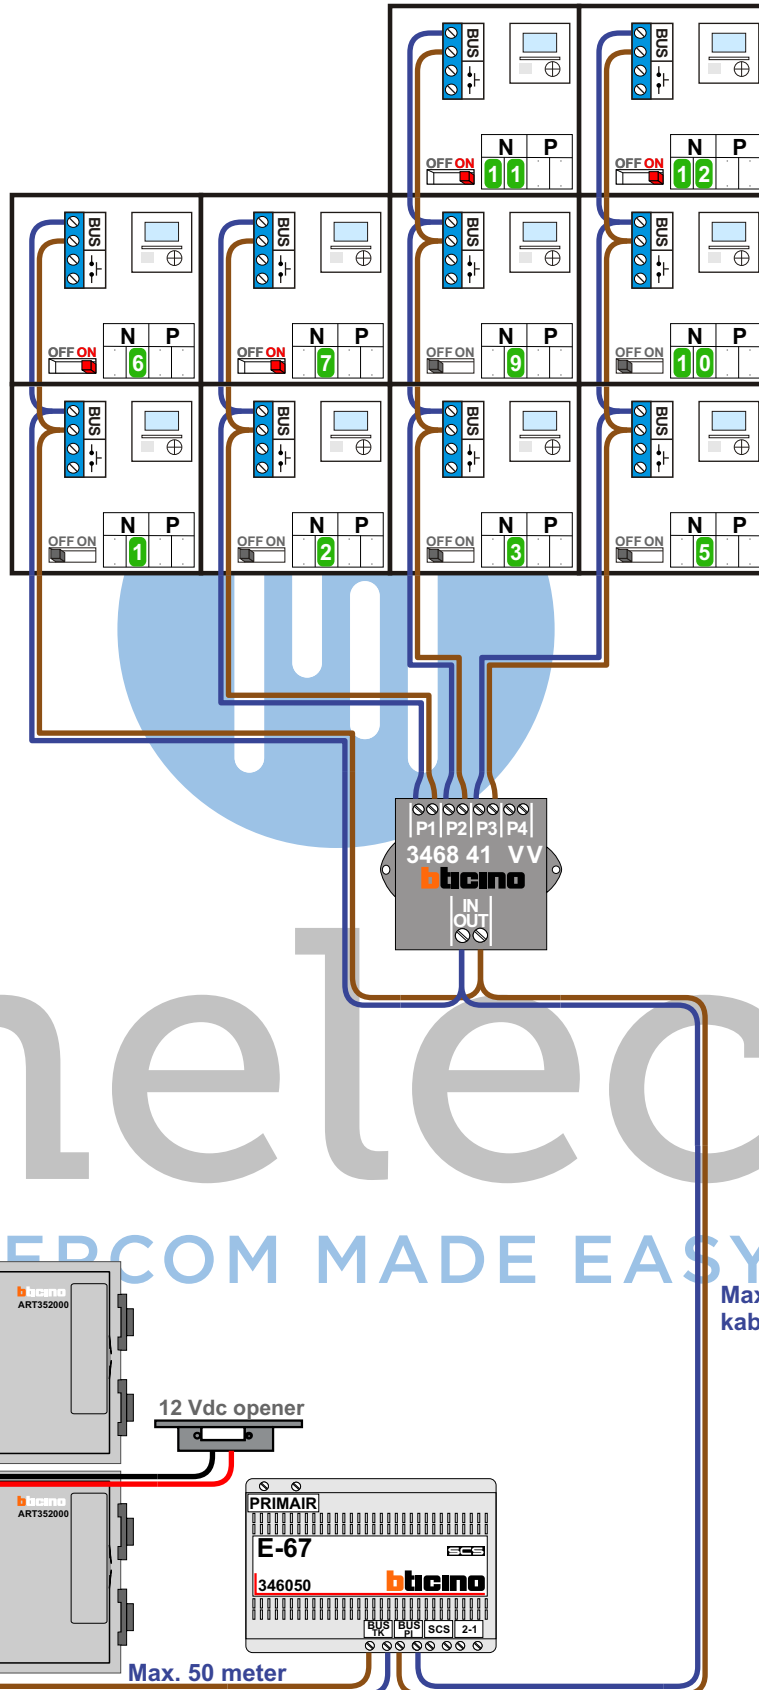 BUS BUS
OFF ON N P 1 1
OFF ON N P 1 2
BUS BUS BUS BUS
OFF ON N P 6
OFF ON N P 7
OFF ON N P 9
OFF ON N P 1 0
BUS BUS BUS BUS
OFF ON N P 1
OFF ON N P 2
OFF ON N P 3
OFF ON N P 5
P1 P2 P3 P4
3468 41 VV
bticino
IN
OUT
nelec
ERCOM MADE EASY
Max
kab
bticino
ART352000
12 Vdc opener
PRIMAIR
E-67
SCS
346050
bticino
bticino
ART352000
BUS TK
BUS PI
SCS
2-1
Max. 50 meter